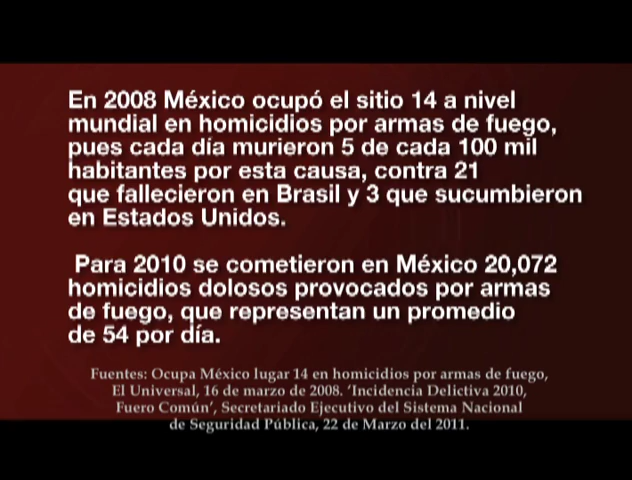 En 2008 México ocupó el sitio 14 a nivel
mundial en homicidios por armas de fuego,
pues cada día murieron 5 de cada 100 mil
habitantes por esta causa, contra 21
que fallecieron en Brasil y 3 que sucumbieron
en Estados Unidos.
Para 2010 se cometieron en México 20,072
homicidios dolosos provocados por armas
de fuego, que representan un promedio
de 54 por día.
Fuentes: Ocupa México lugar 14 en homicidios por armas de fuego,
El Universal, 16 de marzo de 2008. ‘Incidencia Delictiva 2010,
Fuero Común’, Secretariado Ejecutivo del Sistema Nacional
de Seguridad Pública, 22 de Marzo del 2011.